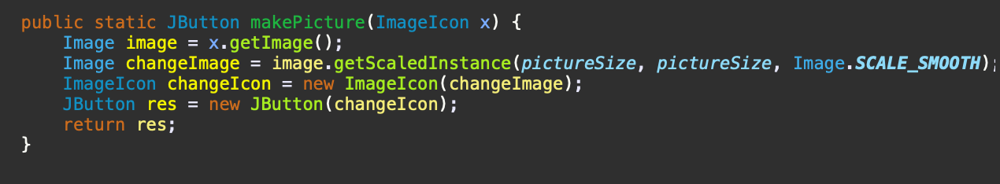 public static JButton makePicture(ImageIcon x) {
    Image image = x.getImage();
    Image changeImage = image.getScaledInstance(pictureSize, pictureSize, Image.SCALE_SMOOTH);
    ImageIcon changeIcon = new ImageIcon(changeImage);
    JButton res = new JButton(changeIcon);
    return res;
}